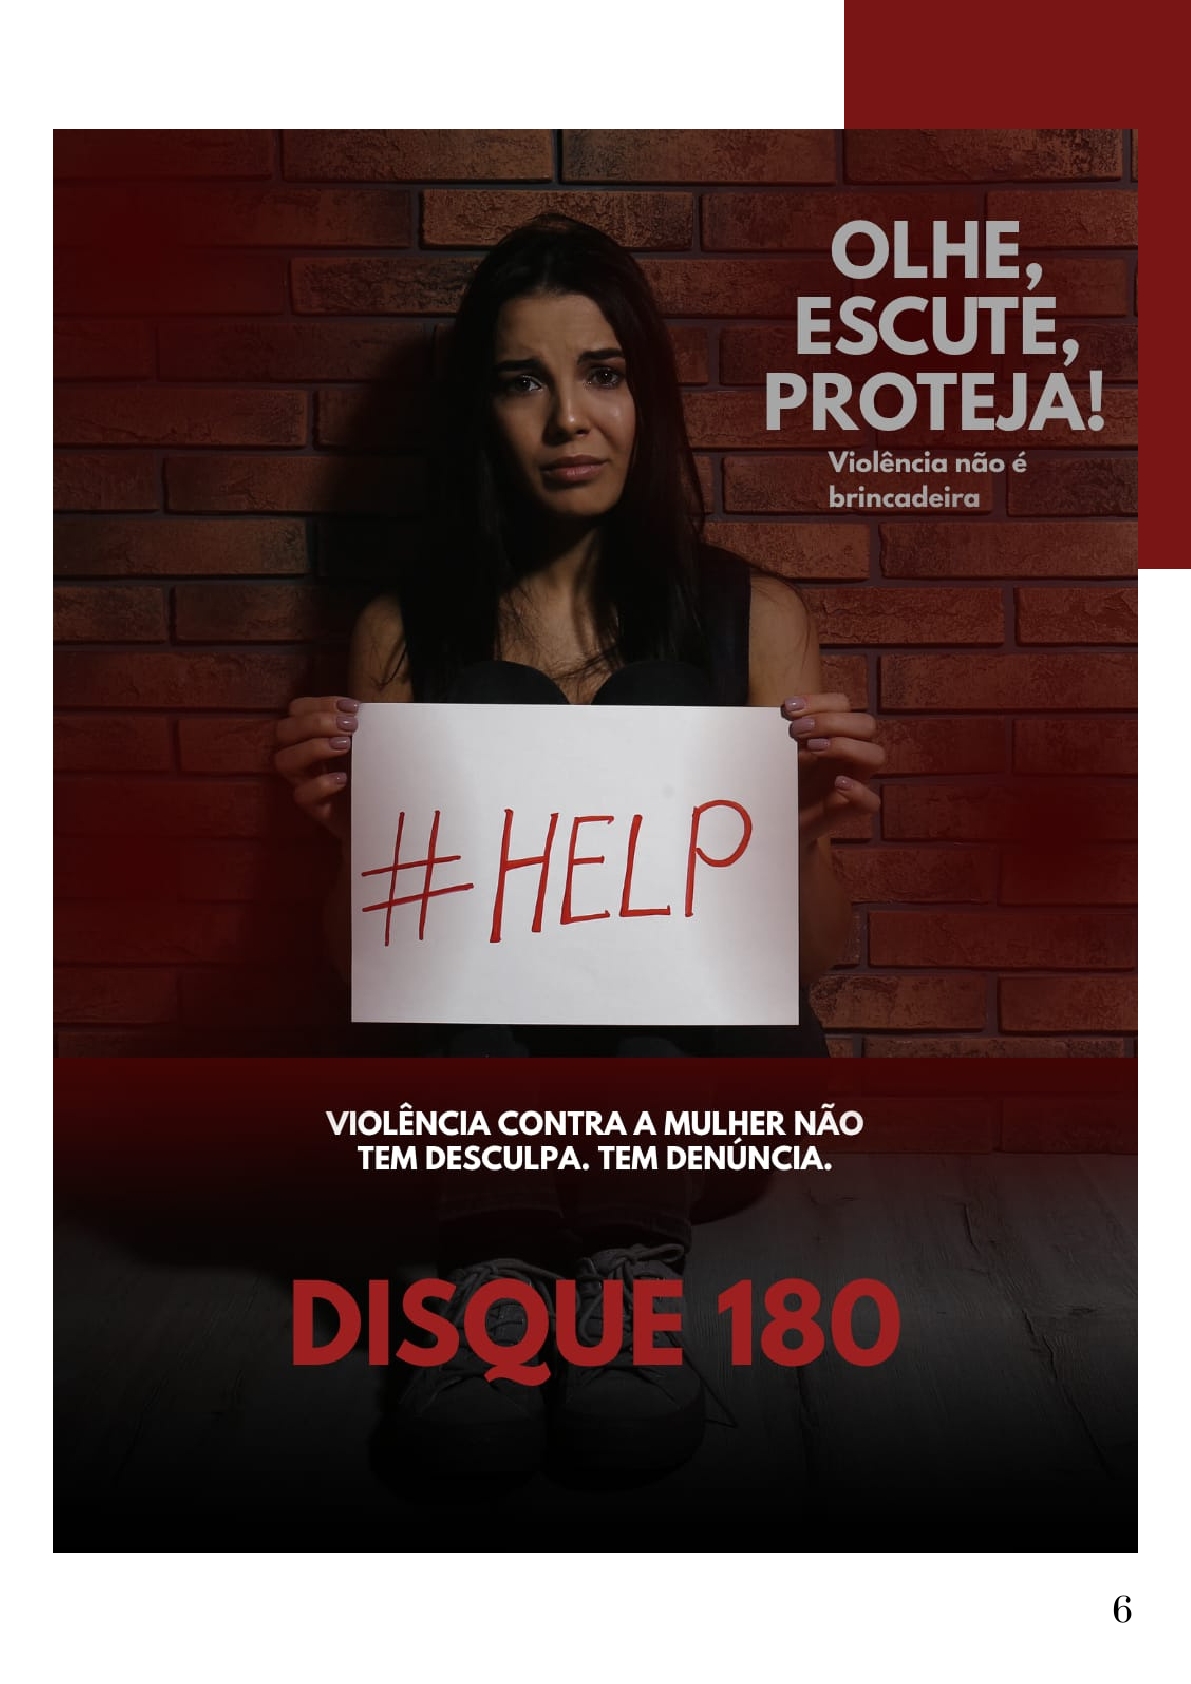 OLHE,
ESCUTE,
PROTEJA!
Violência não é
brincadeira
#HELP
VIOLÊNCIA CONTRA A MULHER NÃO
TEM DESCULPA. TEM DENÚNCIA.
DISQUE 180
6